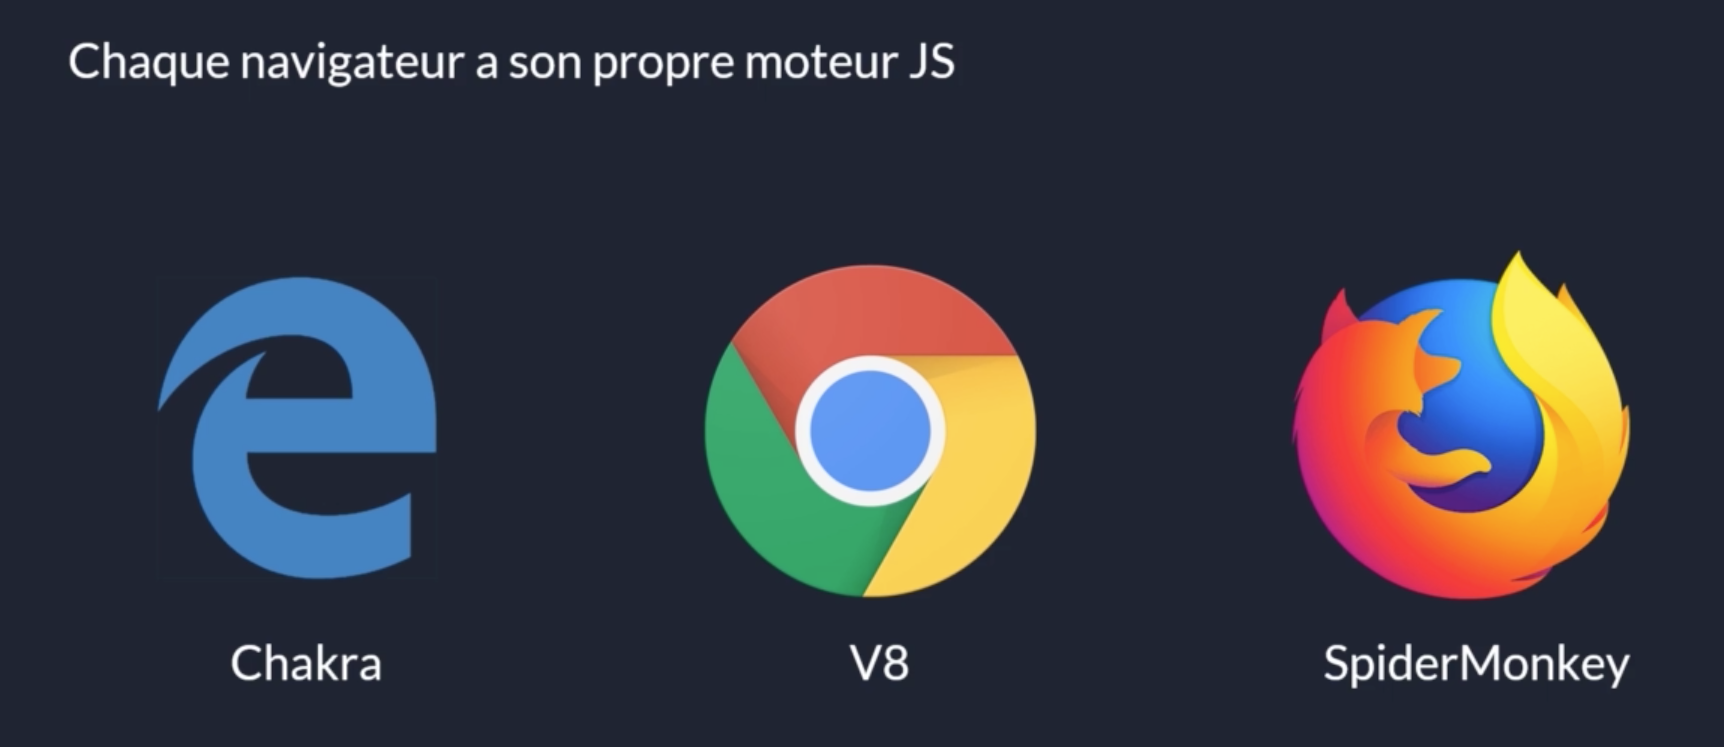 Chaque navigateur a son propre moteur JS
Chakra
V8
SpiderMonkey